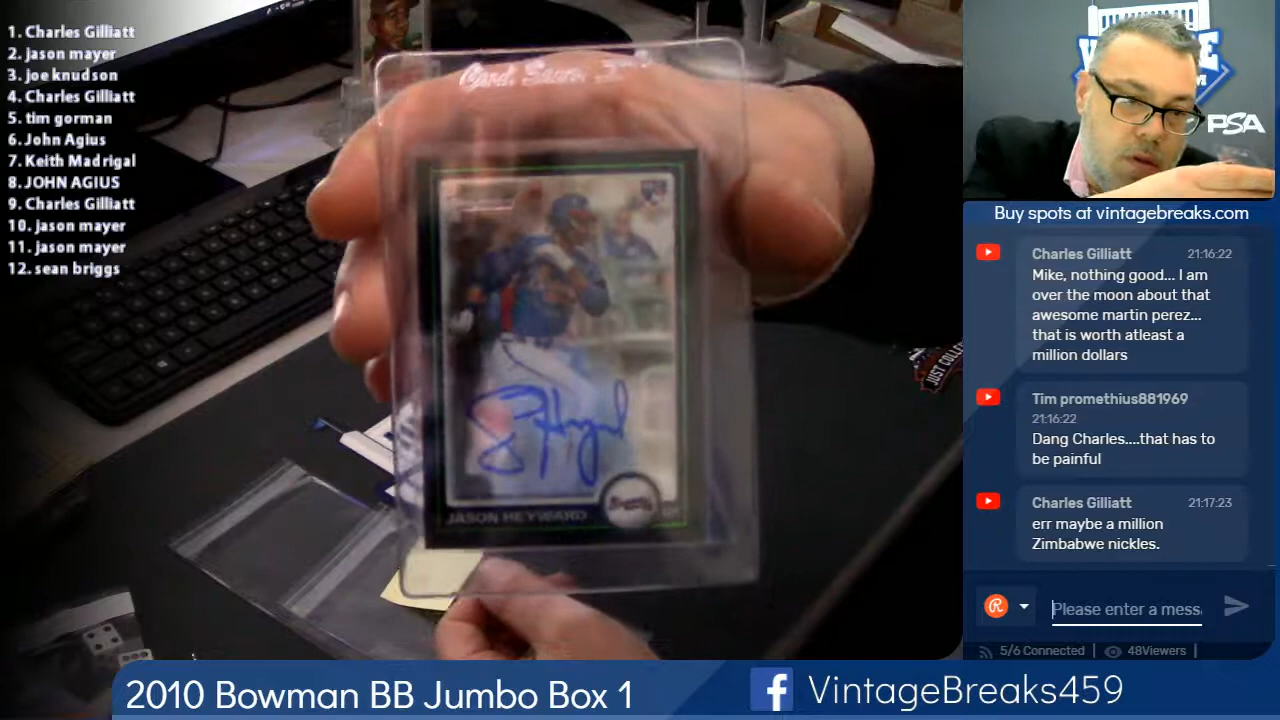 1. Charles Gilliatt
2. jason mayer
3. joe knudson
4. Charles Gilliatt
5. tim gorman
6. John Agius
7. Keith Madrigal
8. JOHN AGIUS
9. Charles Gilliatt
10. jason mayer
11. jason mayer
12. sean briggs
Card
JASON HEYWARD
Braves
JUST COLLE
PSA
Buy spots at vintagebreaks.com
Charles Gilliatt 21:16:22
Mike, nothing good... I am
over the moon about that
awesome martin perez...
that is worth atleast a
million dollars
Tim promethius881969
21:16:22
Dang Charles....that has to
be painful
Charles Gilliatt 21:17:23
err maybe a million
Zimbabwe nickles.
Please enter a mess
5/6 Connected | 48Viewers |
2010 Bowman BB Jumbo Box 1
f VintageBreaks459